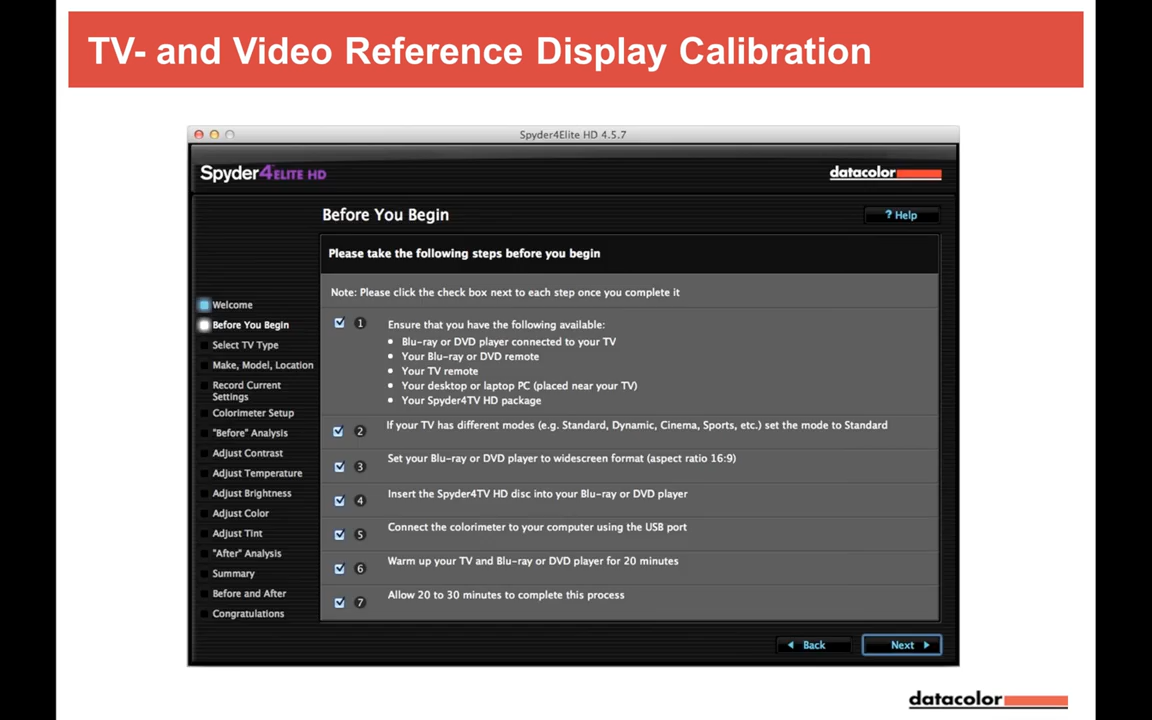 TV- and Video Reference Display Calibration
Spyder4Elite HD 4.5.7
Spyder4ELITE HD
datacolor
Before You Begin
? Help
Please take the following steps before you begin
Note: Please click the check box next to each step once you complete it
Welcome
Before You Begin
Select TV Type
Make, Model, Location
Record Current
Settings
Colorimeter Setup
"Before" Analysis
Adjust Contrast
Adjust Temperature
Adjust Brightness
Adjust Color
Adjust Tint
"After" Analysis
Summary
Before and After
Congratulations
1 Ensure that you have the following available:
• Blu-ray or DVD player connected to your TV
• Your Blu-ray or DVD remote
• Your TV remote
• Your desktop or laptop PC (placed near your TV)
• Your Spyder4TV HD package
2 If your TV has different modes (e.g. Standard, Dynamic, Cinema, Sports, etc.) set the mode to Standard
3 Set your Blu-ray or DVD player to widescreen format (aspect ratio 16:9)
4 Insert the Spyder4TV HD disc into your Blu-ray or DVD player
5 Connect the colorimeter to your computer using the USB port
6 Warm up your TV and Blu-ray or DVD player for 20 minutes
7 Allow 20 to 30 minutes to complete this process
Back
Next
datacolor